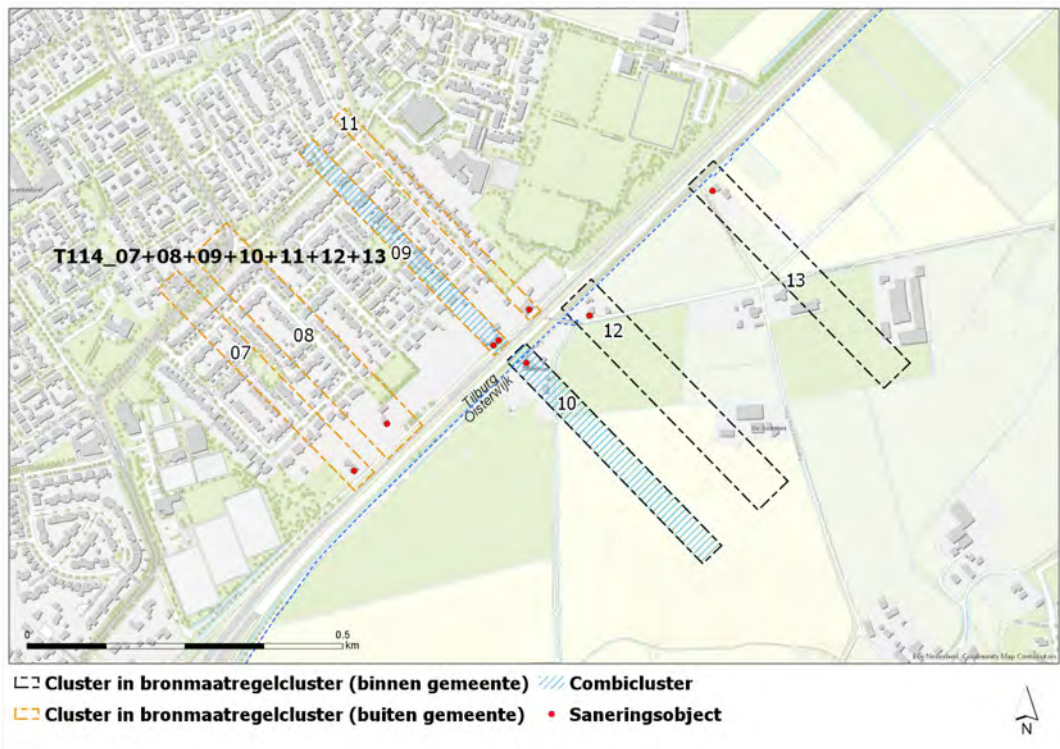 11
T114_07+08+09+10+11+12+13
09
13
12
08
07
Tilburg
Oisterwijk
10
0
0.5
km
Esri Nederland, Community Map Contributors
Cluster in bronmaatregelcluster (binnen gemeente)
Combicluster
Cluster in bronmaatregelcluster (buiten gemeente)
Saneringsobject
N